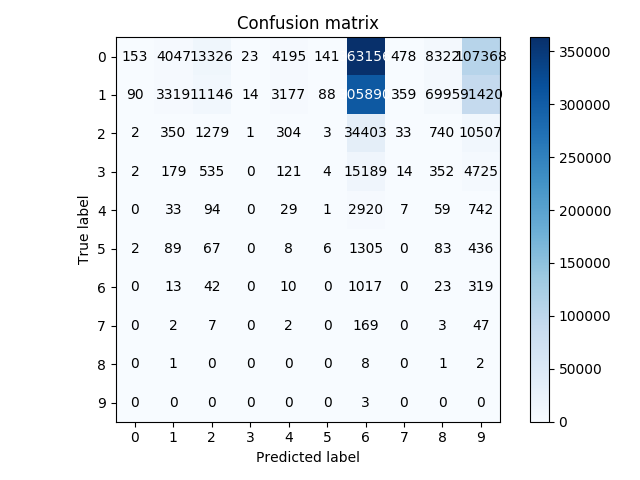 Confusion matrix
0 153 4047 13326 23 4195 141 478 8322 107368
1 90 3319 11146 14 3177 88 359 6995 91420
2 2 350 1279 1 304 3 34403 33 740 10507
3 2 179 535 0 121 4 15189 14 352 4725
4 0 33 94 0 29 1 2920 7 59 742
5 2 89 67 0 8 6 1305 0 83 436
6 0 13 42 0 10 0 1017 0 23 319
7 0 2 7 0 2 0 169 0 3 47
8 0 1 0 0 0 0 8 0 1 2
9 0 0 0 0 0 0 3 0 0 0
0 1 2 3 4 5 6 7 8 9
Predicted label
True label
350000
300000
250000
200000
150000
100000
50000
0